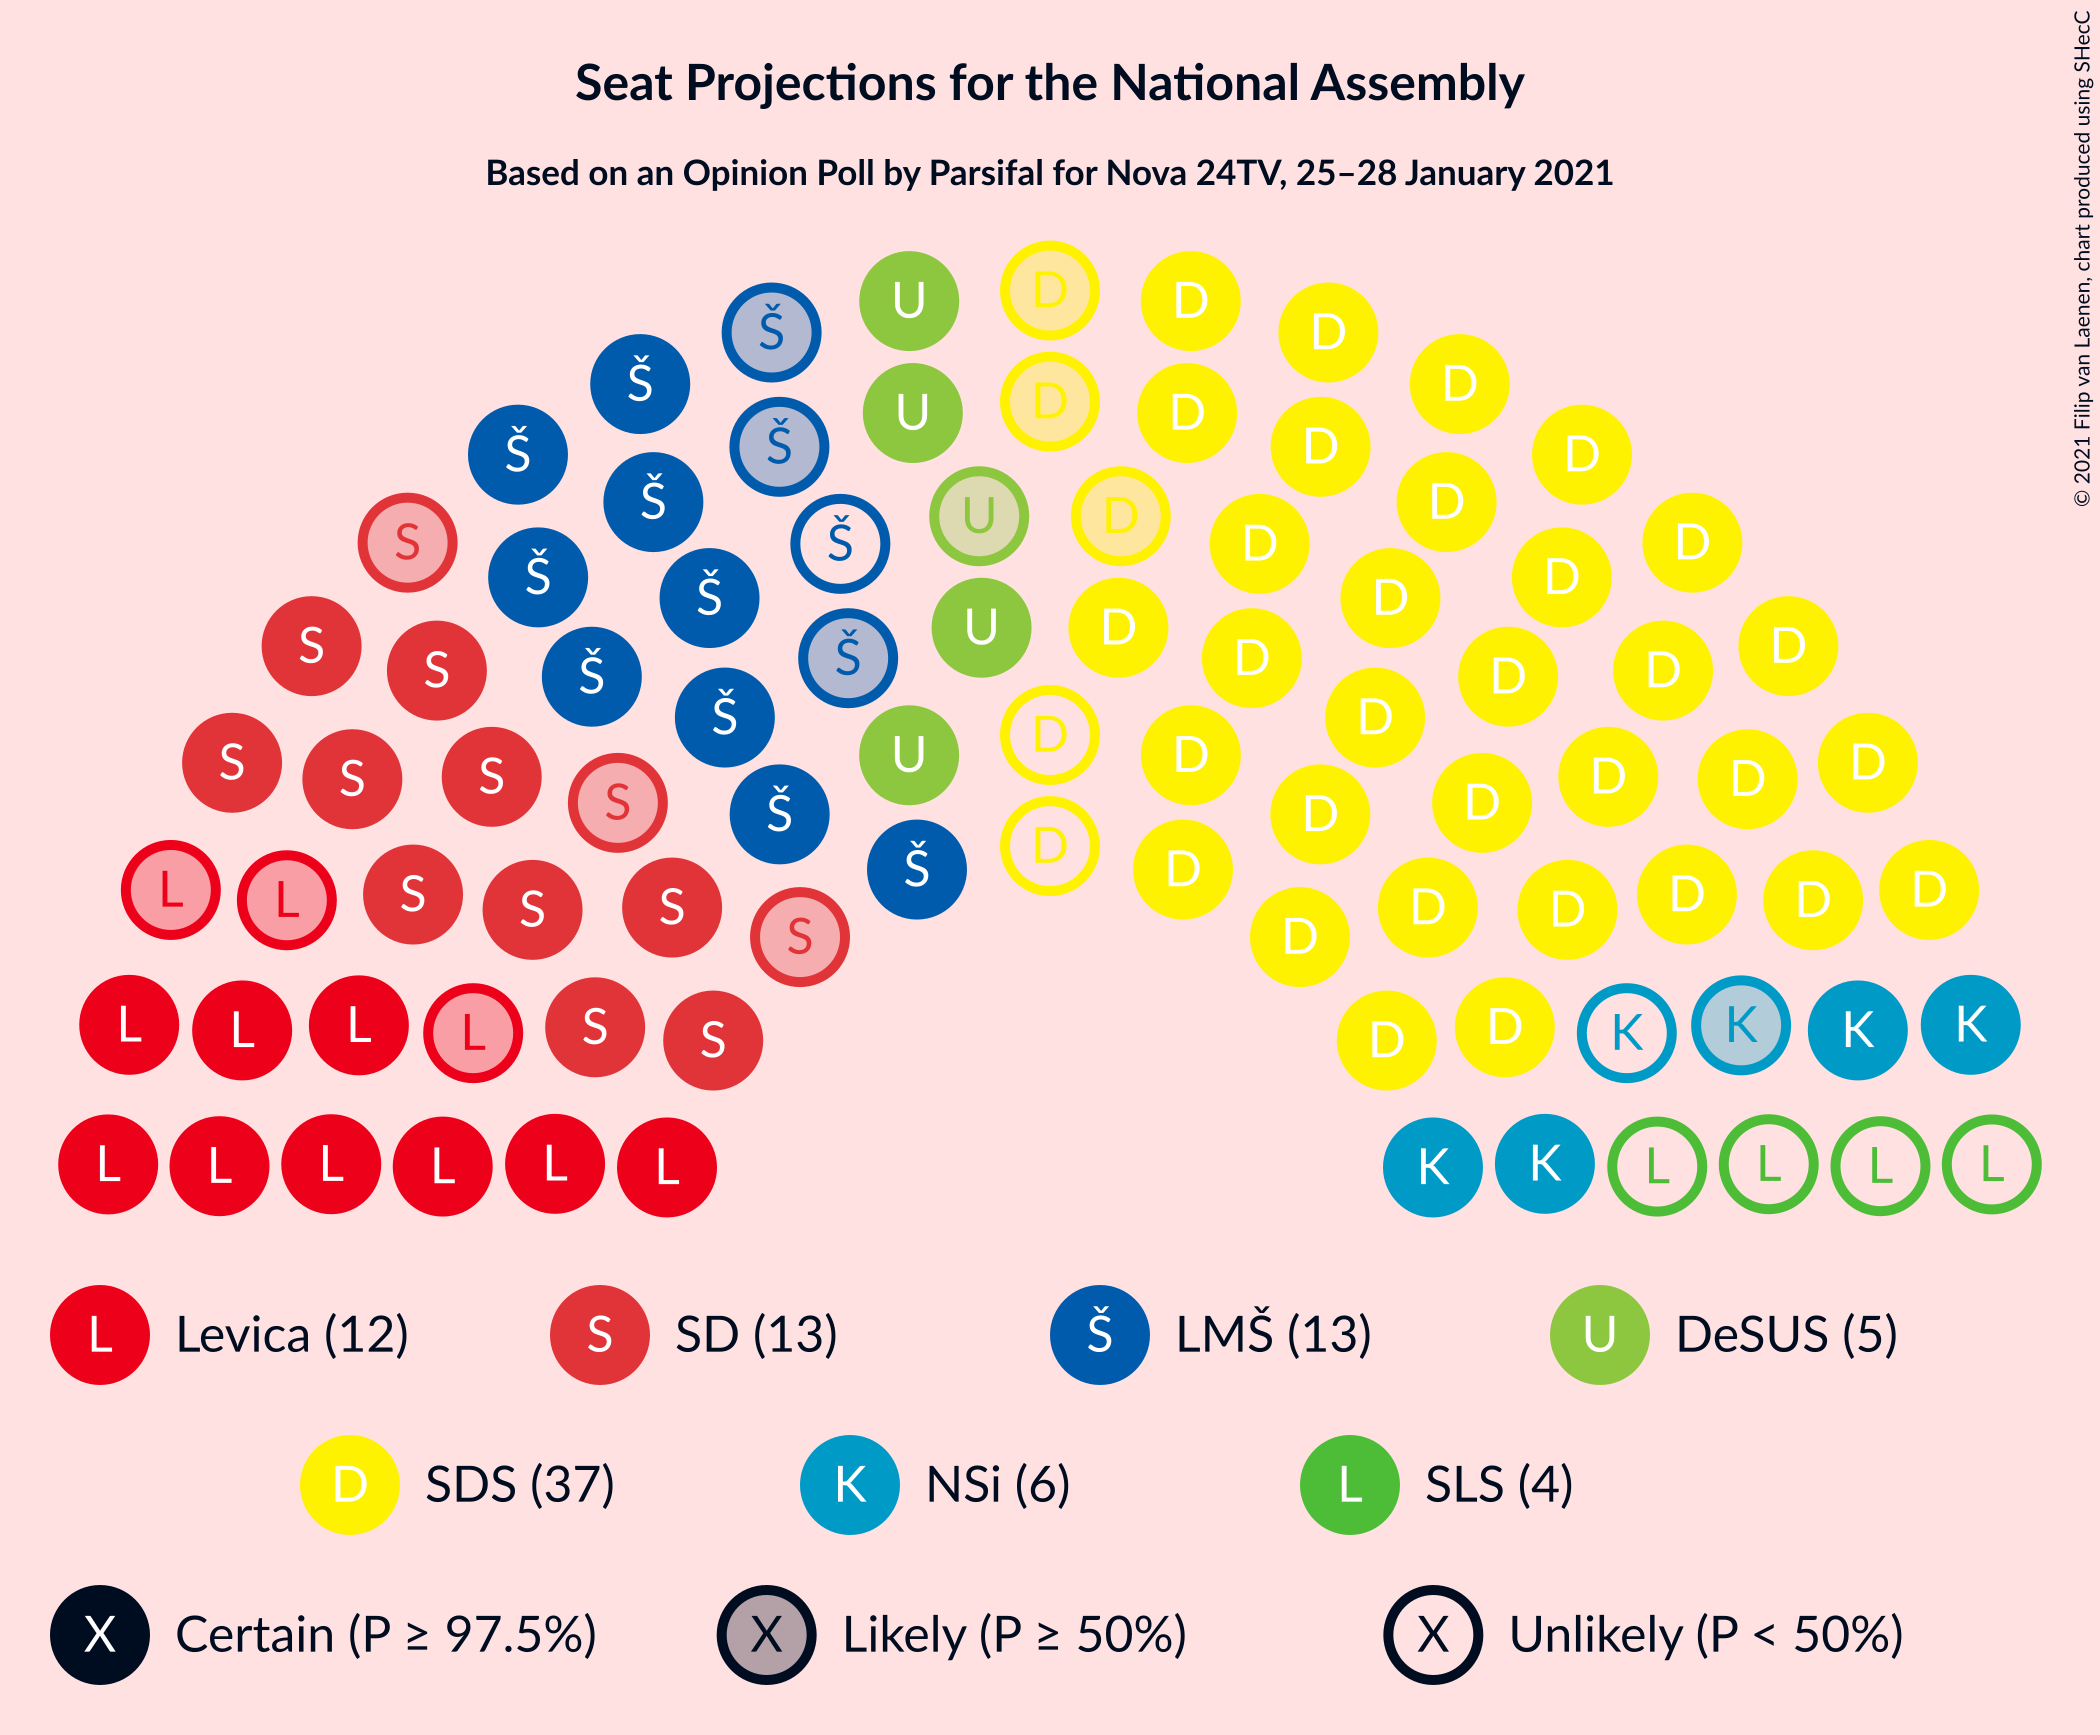 Seat Projections for the National Assembly
Based on an Opinion Poll by Parsifal for Nova 24TV, 25–28 January 2021
© 2021 Filip van Laenen, chart produced using SHecC
U D D D
Š D
Š U D D D
Š Š D D
S Š Š U D D D D
Š Š D D
S S Š Š U D D D D D
S S S S Š Š U D D D D D D D
L L S S S S Š D D D D D D D D
L L L L S S D D K K K K
L L L L L L K K L L L L
L Levica (12) S SD (13) Š LMŠ (13) U DeSUS (5)
D SDS (37) K NSi (6) L SLS (4)
X Certain (P ≥ 97.5%) X Likely (P ≥ 50%) X Unlikely (P < 50%)